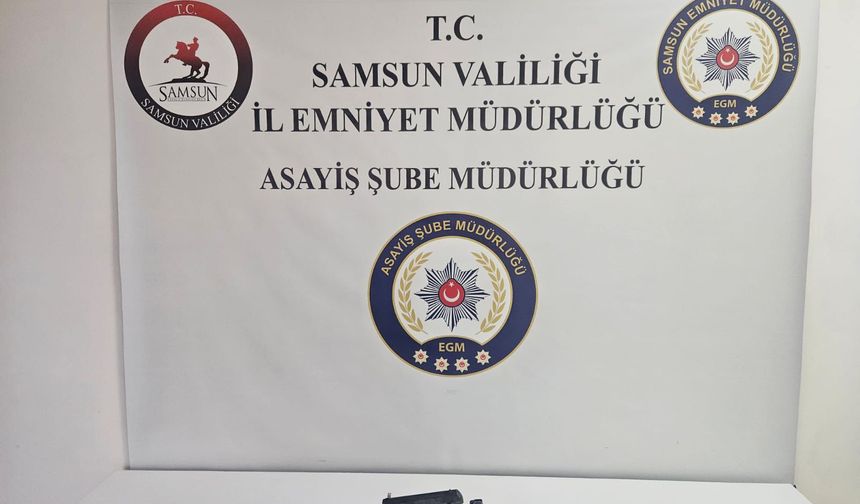 T.C.
SAMSUN VALİLİĞİ
İL EMNİYET MÜDÜRLÜĞÜ
ASAYİŞ ŞUBE MÜDÜRLÜĞÜ
T.C.
SAMSUN
SAMSUN VALİLİĞİ
SAMSUN EMNİYET MÜDÜRLÜĞÜ
EGM
ASAYİŞ ŞUBE MÜDÜRLÜĞÜ
EGM